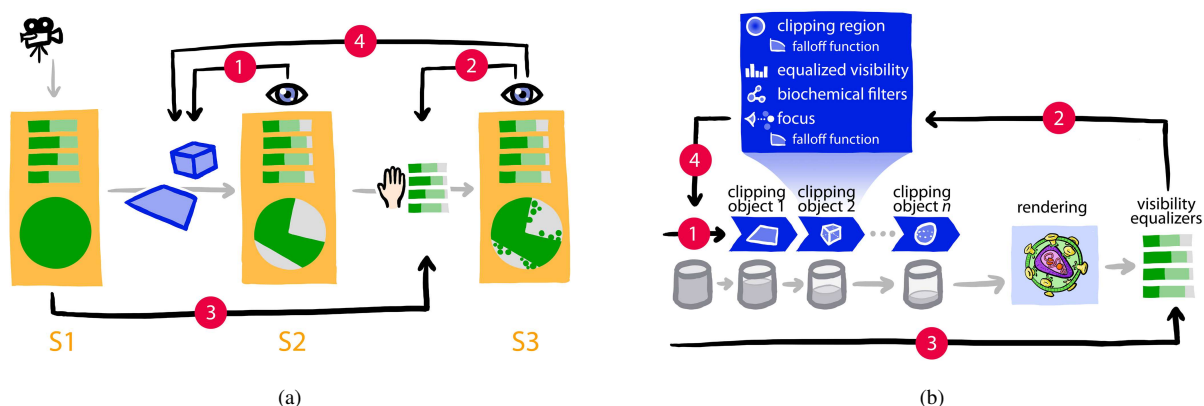 4
1
2
3
S1
S2
S3
(a)
clipping region
falloff function
equalized visibility
biochemical filters
focus
falloff function
2
4
clipping
object 1
clipping
object 2
clipping
object n
rendering
visibility
equalizers
1
3
(b)